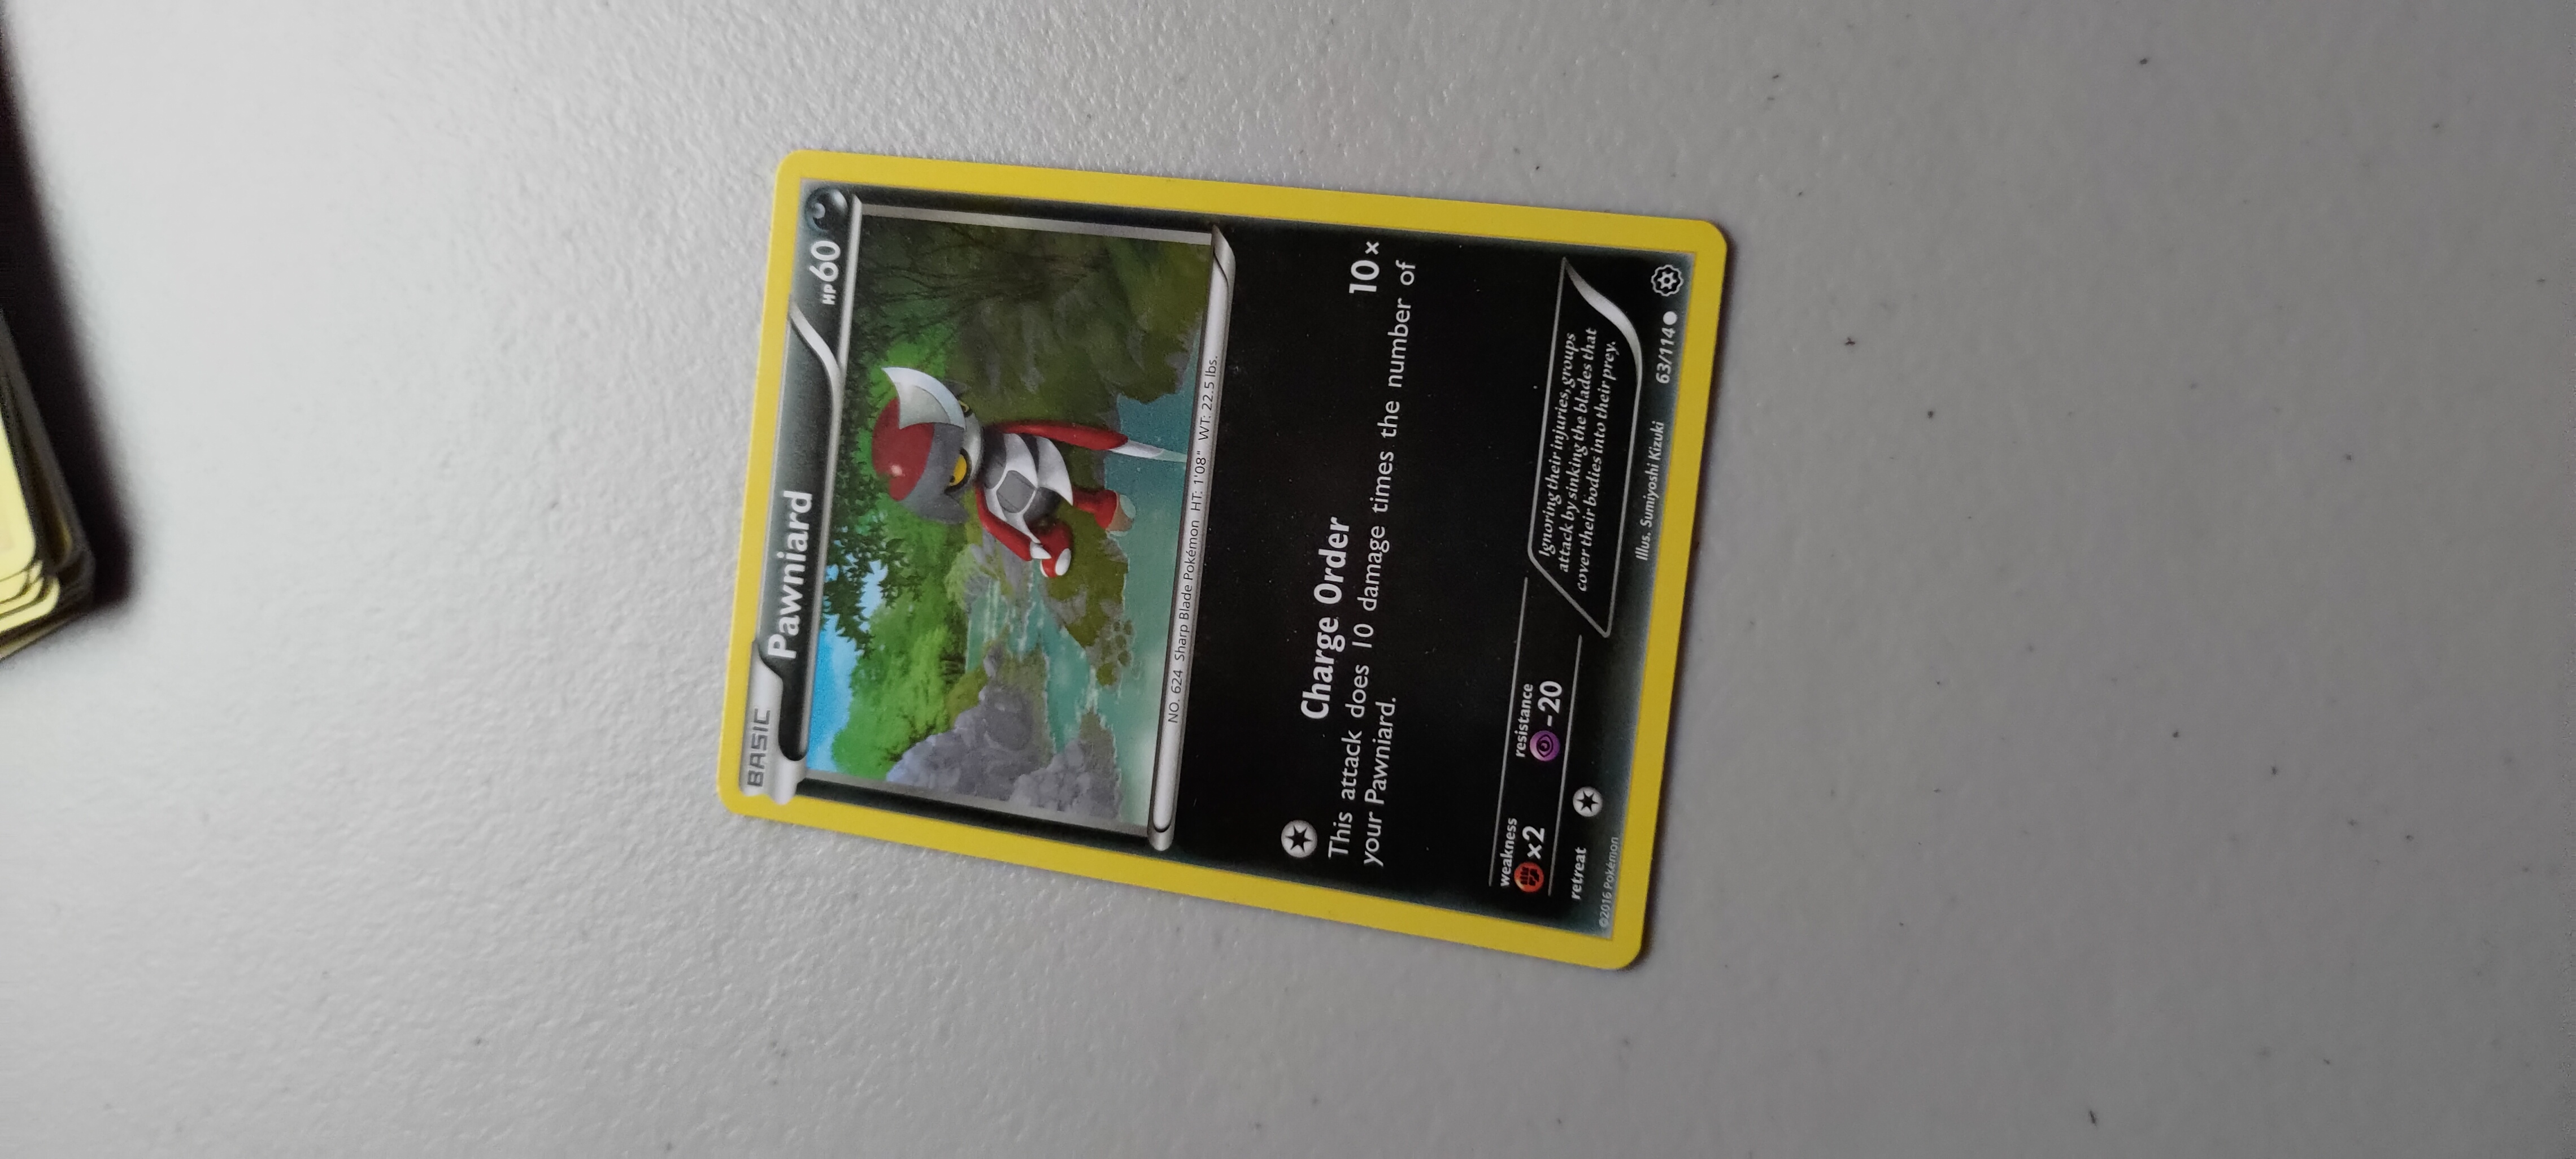 BASIC
Pawniard
HP60
NO. 624 Sharp Blade Pokémon HT: 1'08" WT: 22.5 lbs.
Charge Order
10×
This attack does 10 damage times the number of
your Pawniard.
weakness
×2
resistance
-20
retreat
Ignoring their injuries, groups
attack by sinking the blades that
cover their bodies into their prey.
©2016 Pokémon
Illus. Sumiyoshi Kizuki
63/114